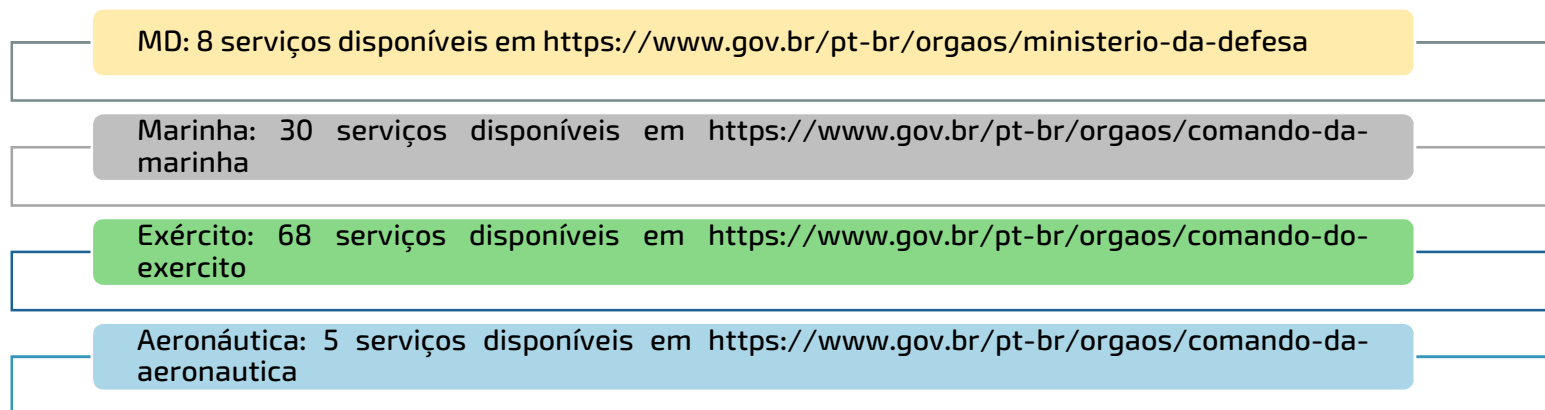 MD: 8 serviços disponíveis em https://www.gov.br/pt-br/orgaos/ministerio-da-defesa
Marinha: 30 serviços disponíveis em https://www.gov.br/pt-br/orgaos/comando-da-
marinha
Exército: 68 serviços disponíveis em https://www.gov.br/pt-br/orgaos/comando-do-
exercito
Aeronáutica: 5 serviços disponíveis em https://www.gov.br/pt-br/orgaos/comando-da-
aeronautica